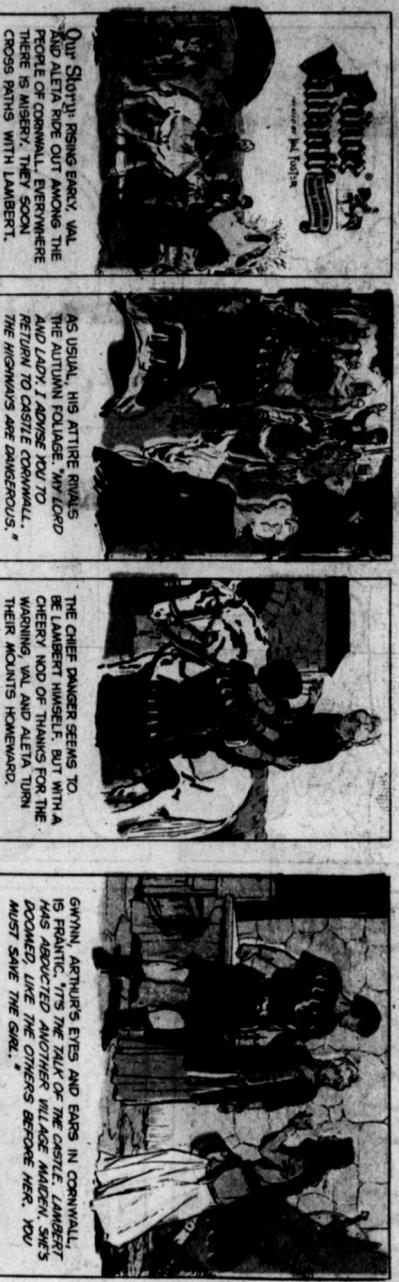 Prince Valiant
Our Story: RISING EARLY, VAL
AND ALETA RIDE OUT AMONG THE
PEOPLE OF CORNWALL. EVERYWHERE
THERE IS MISERY. THEY SOON
CROSS PATHS WITH LAMBERT.
AS USUAL, HIS ATTIRE RIVALS
THE AUTUMN FOLIAGE. "MY LORD
AND LADY, I ADVISE YOU TO
RETURN TO CASTLE CORNWALL.
THE HIGHWAYS ARE DANGEROUS."
THE CHIEF DANGER SEEMS TO
BE LAMBERT HIMSELF. BUT WITH A
CHEERY NOD OF THANKS FOR THE
WARNING, VAL AND ALETA TURN
THEIR MOUNTS HOMEWARD.
GWYNN, ARTHUR'S EYES AND EARS IN CORNWALL,
IS FRANTIC. "IT'S THE TALK OF THE CASTLE. LAMBERT
HAS ABDUCTED ANOTHER VILLAGE MAIDEN. SHE'S
DOOMED, LIKE THE OTHERS BEFORE HER. YOU
MUST SAVE THE GIRL."